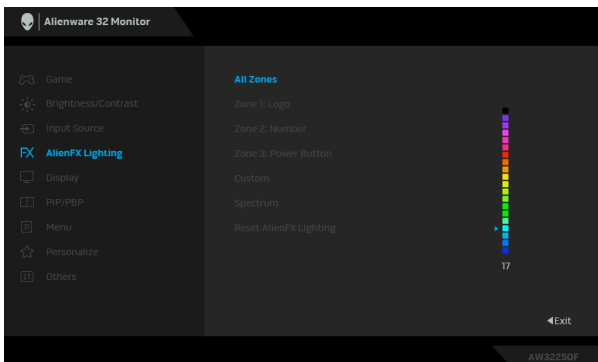 Alienware 32 Monitor
Game
Brightness/Contrast
Input Source
FX AlienFX Lighting
Display
PIP/PBP
Menu
Personalize
Others
All Zones
Zone 1: Logo
Zone 2: Number
Zone 3: Power Button
Custom
Spectrum
Reset AlienFX Lighting
17
Exit
AW3225QF